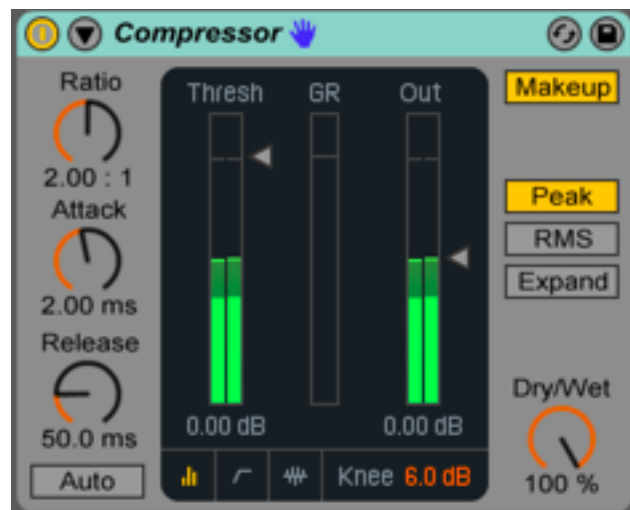 Compressor
Ratio
2.00 : 1
Attack
2.00 ms
Release
50.0 ms
Auto
Thresh GR Out
0.00 dB 0.00 dB
Knee 6.0 dB
Makeup
Peak
RMS
Expand
Dry/Wet
100 %